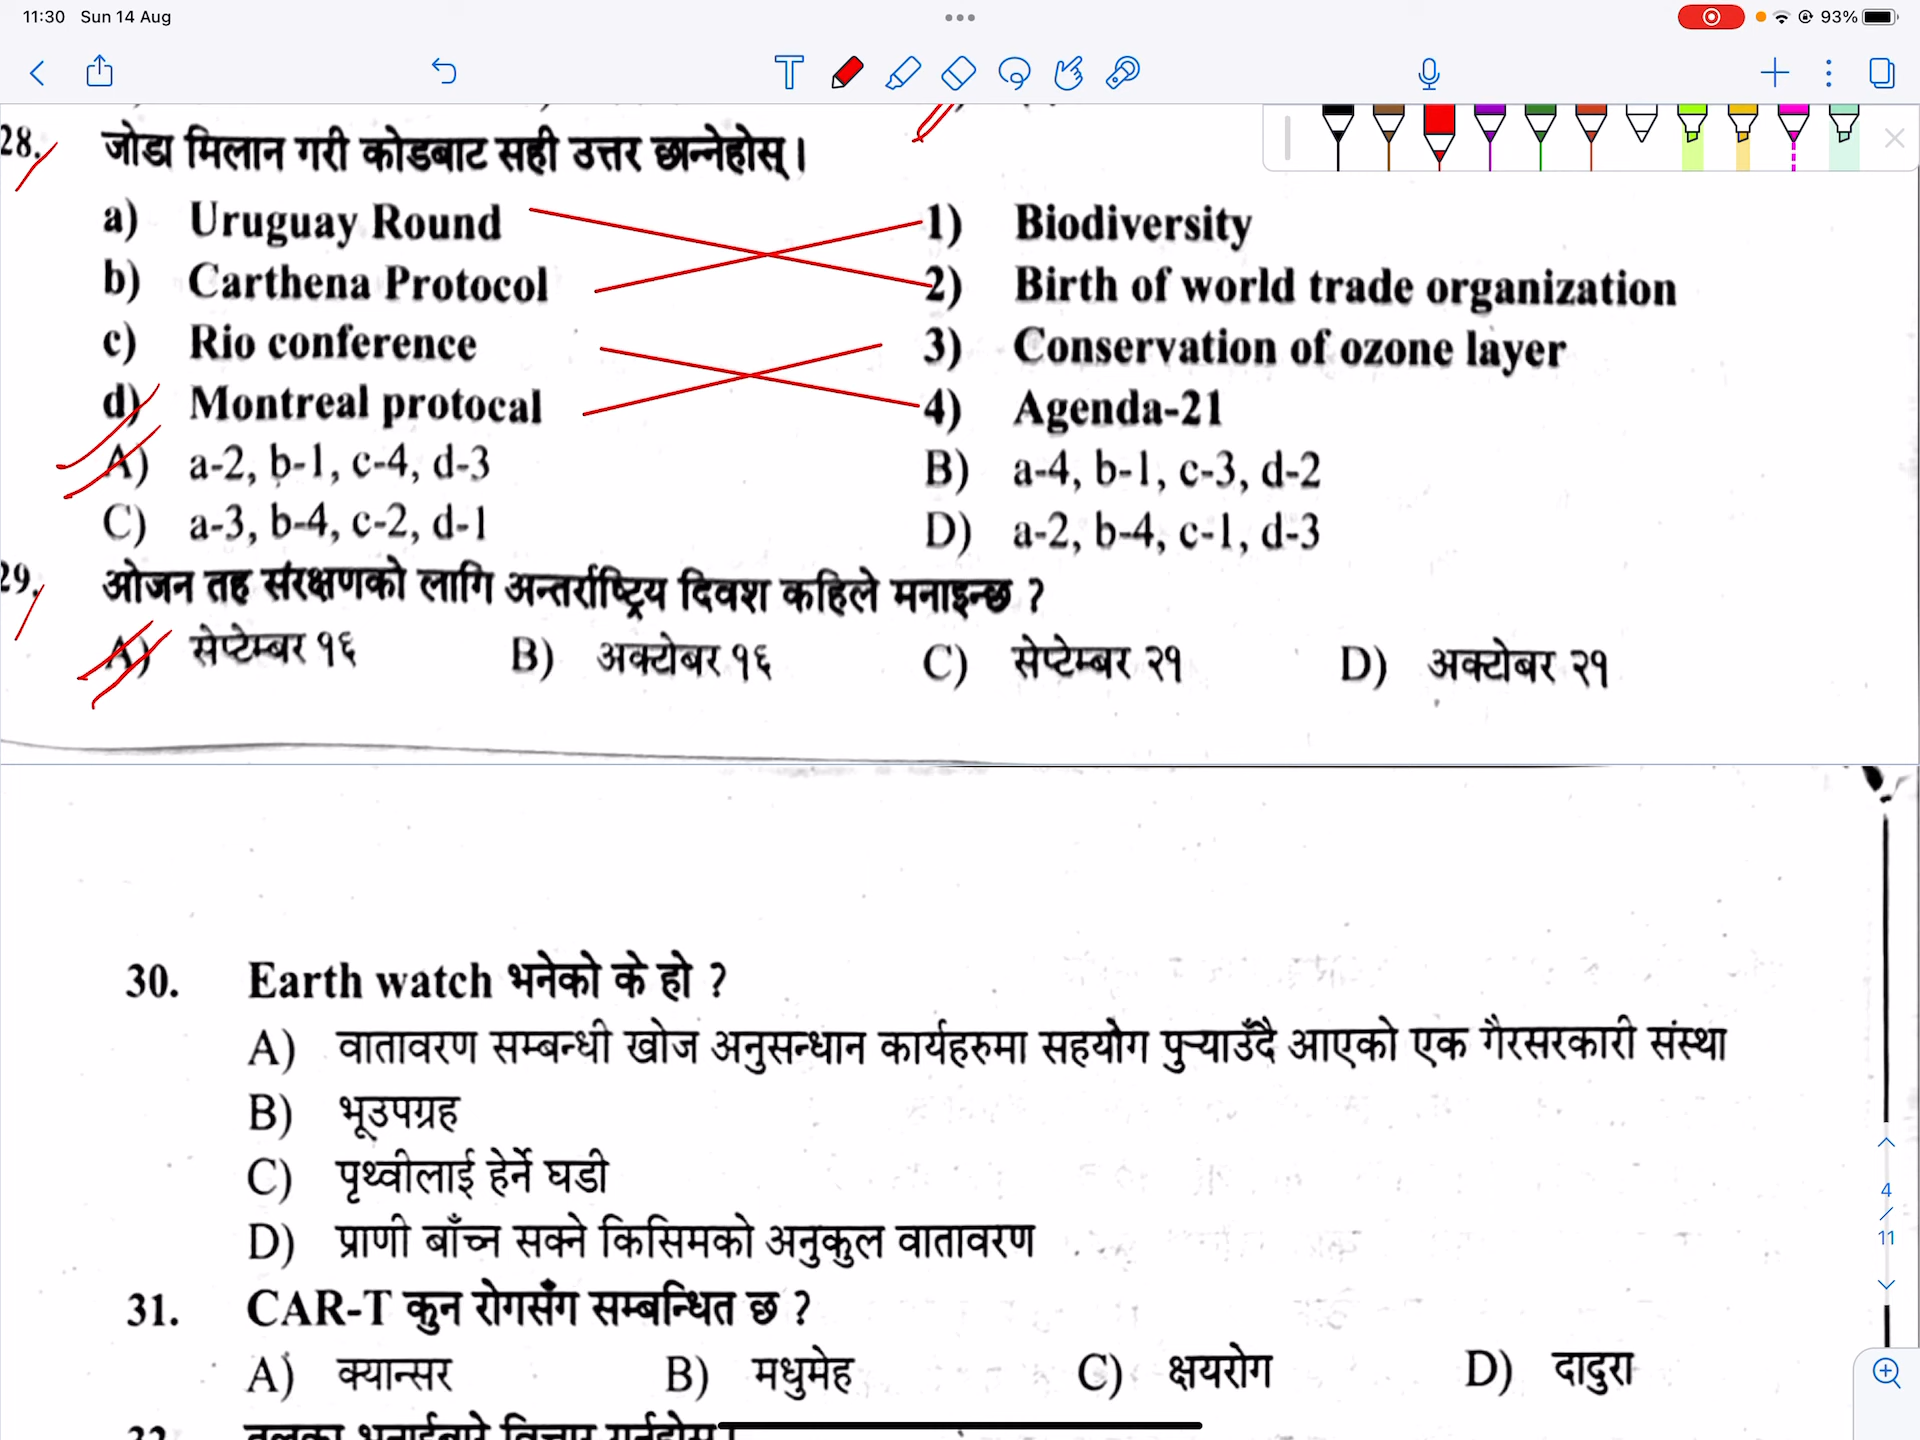 11:30 Sun 14 Aug
93%
28. जोडा मिलान गरी कोडबाट सही उत्तर छान्नेहोस् ।
a) Uruguay Round 1) Biodiversity
b) Carthena Protocol 2) Birth of world trade organization
c) Rio conference 3) Conservation of ozone layer
d) Montreal protocal 4) Agenda-21
A) a-2, b-1, c-4, d-3 B) a-4, b-1, c-3, d-2
C) a-3, b-4, c-2, d-1 D) a-2, b-4, c-1, d-3
29. ओजन तह संरक्षणको लागि अन्तर्राष्ट्रिय दिवश कहिले मनाइन्छ ?
A) सेप्टेम्बर १६ B) अक्टोबर १६ C) सेप्टेम्बर २१ D) अक्टोबर २१
30. Earth watch भनेको के हो ?
A) वातावरण सम्बन्धी खोज अनुसन्धान कार्यहरुमा सहयोग पुऱ्याउँदै आएको एक गैरसरकारी संस्था
B) भूउपग्रह
C) पृथ्वीलाई हेर्ने घडी
D) प्राणी बाँच्न सक्ने किसिमको अनुकुल वातावरण
4
/
11
31. CAR-T कुन रोगसँग सम्बन्धित छ ?
A) क्यान्सर B) मधुमेह C) क्षयरोग D) दादुरा